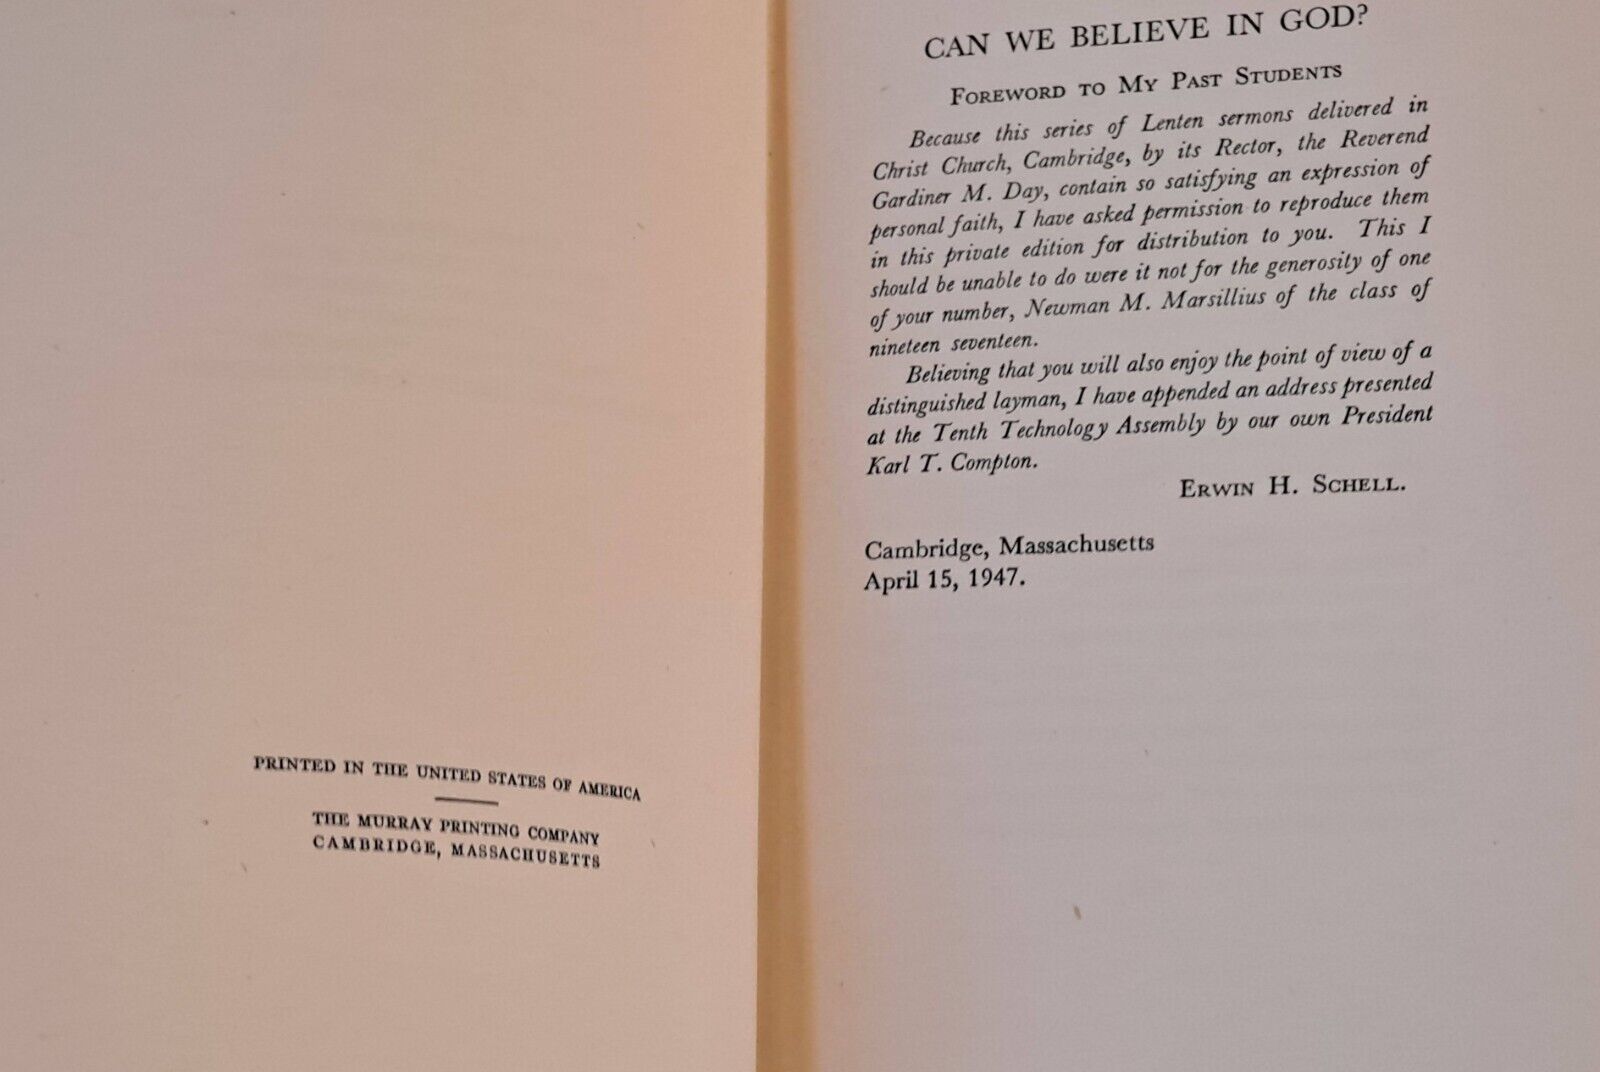 PRINTED IN THE UNITED STATES OF AMERICA
THE MURRAY PRINTING COMPANY
CAMBRIDGE, MASSACHUSETTS
CAN WE BELIEVE IN GOD?
FOREWORD TO MY PAST STUDENTS
Because this series of Lenten sermons delivered in
Christ Church, Cambridge, by its Rector, the Reverend
Gardiner M. Day, contain so satisfying an expression of
personal faith, I have asked permission to reproduce them
in this private edition for distribution to you. This I
should be unable to do were it not for the generosity of one
of your number, Newman M. Marsillius of the class of
nineteen seventeen.
Believing that you will also enjoy the point of view of a
distinguished layman, I have appended an address presented
at the Tenth Technology Assembly by our own President
Karl T. Compton.
ERWIN H. SCHELL.
Cambridge, Massachusetts
April 15, 1947.